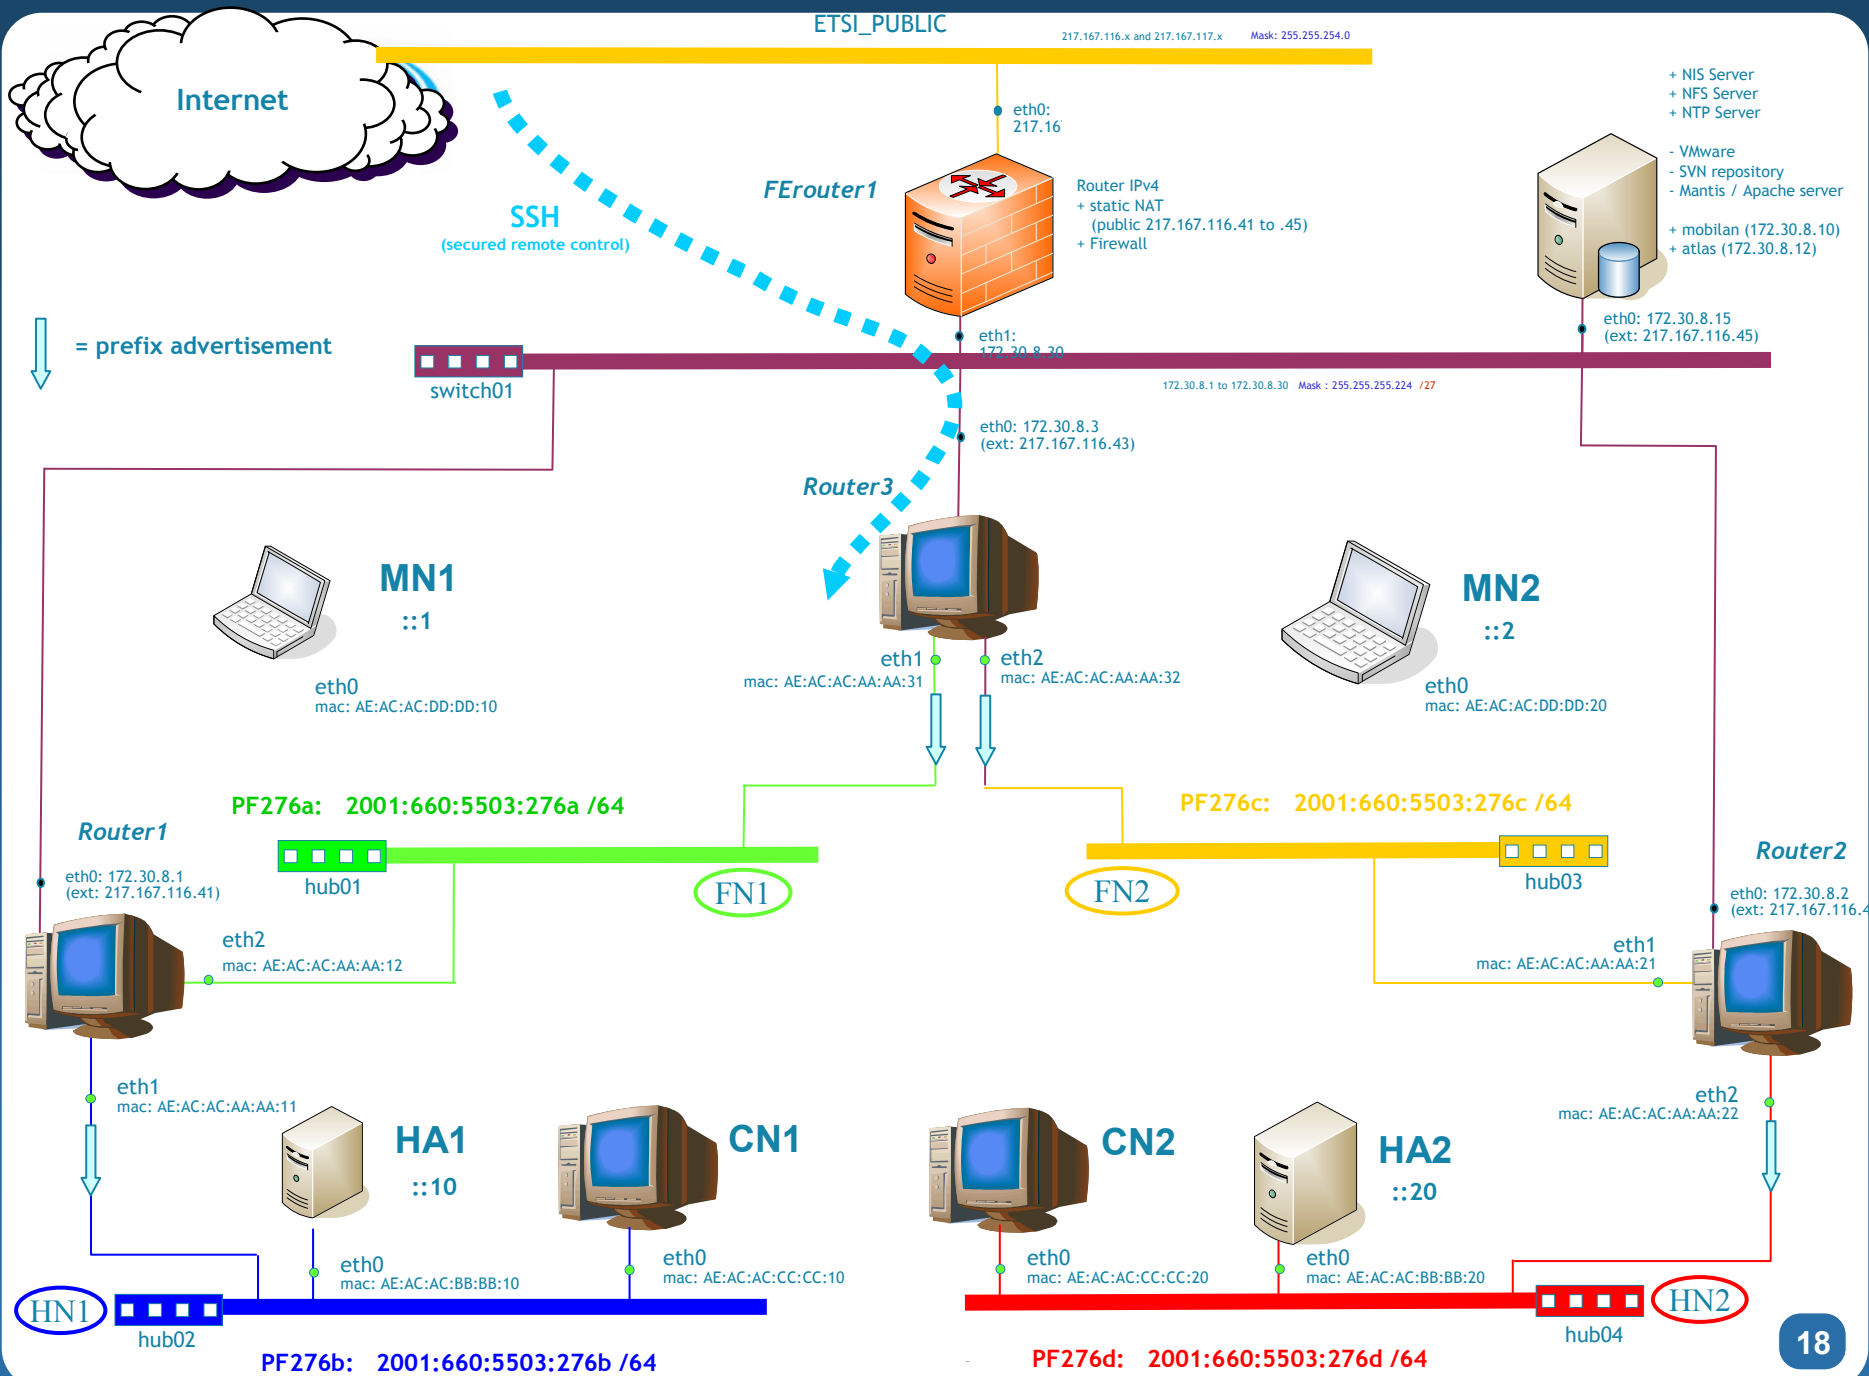 ETSI_PUBLIC
217.167.116.x and 217.167.117.x Mask: 255.255.254.0
Internet
eth0:
217.16
+ NIS Server
+ NFS Server
+ NTP Server
- VMware
- SVN repository
- Mantis / Apache server
+ mobilan (172.30.8.10)
+ atlas (172.30.8.12)
FErouter1
Router IPv4
+ static NAT
(public 217.167.116.41 to .45)
+ Firewall
SSH
(secured remote control)
= prefix advertisement
eth1:
172.30.8.30
eth0: 172.30.8.15
(ext: 217.167.116.45)
switch01
172.30.8.1 to 172.30.8.30 Mask : 255.255.255.224 /27
eth0: 172.30.8.3
(ext: 217.167.116.43)
Router3
MN1
::1
eth0
mac: AE:AC:AC:DD:DD:10
MN2
::2
eth0
mac: AE:AC:AC:DD:DD:20
eth1
mac: AE:AC:AC:AA:AA:31
eth2
mac: AE:AC:AC:AA:AA:32
PF276a: 2001:660:5503:276a /64
PF276c: 2001:660:5503:276c /64
Router1
hub01
FN1
FN2
hub03
Router2
eth0: 172.30.8.1
(ext: 217.167.116.41)
eth0: 172.30.8.2
(ext: 217.167.116.4
eth2
mac: AE:AC:AC:AA:AA:12
eth1
mac: AE:AC:AC:AA:AA:21
eth1
mac: AE:AC:AC:AA:AA:11
eth2
mac: AE:AC:AC:AA:AA:22
HA1
::10
CN1
CN2
HA2
::20
eth0
mac: AE:AC:AC:BB:BB:10
eth0
mac: AE:AC:AC:CC:CC:10
eth0
mac: AE:AC:AC:CC:CC:20
eth0
mac: AE:AC:AC:BB:BB:20
HN1
hub02
HN2
hub04
PF276b: 2001:660:5503:276b /64
PF276d: 2001:660:5503:276d /64
18